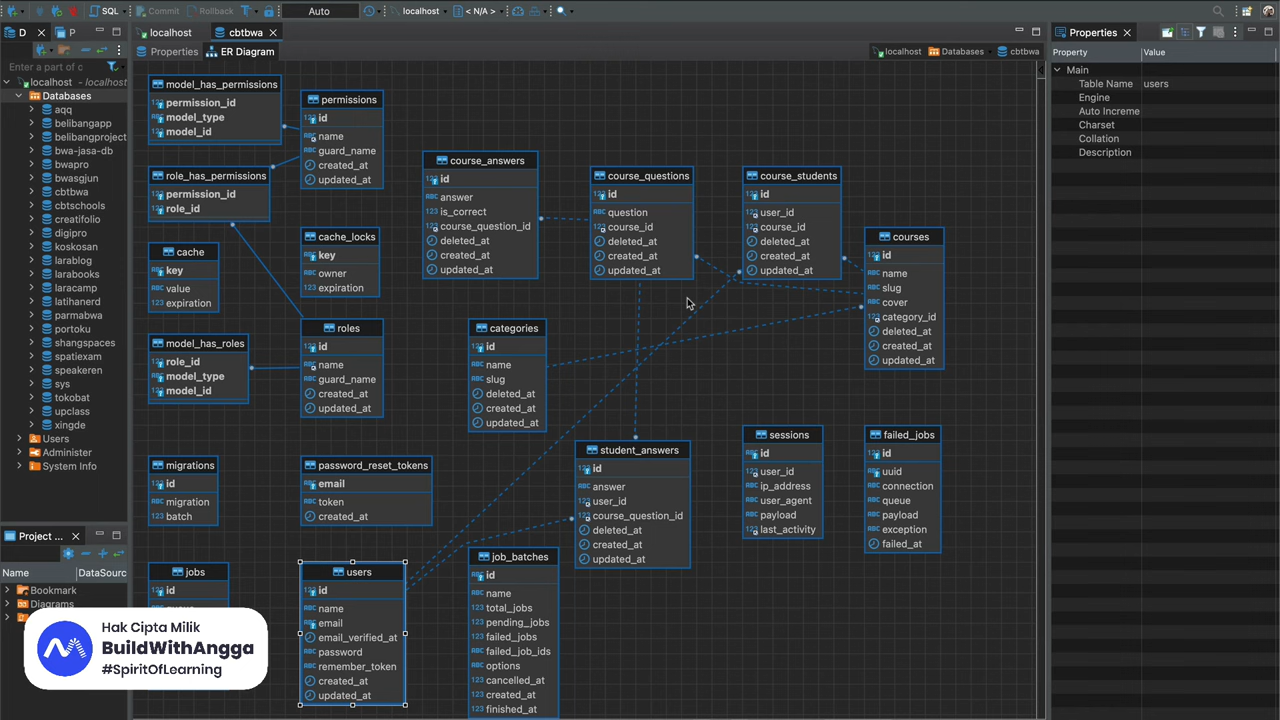 SQL Commit Rollback T Auto localhost < N/A >
D P
Enter a part of c
localhost - localhost
Databases
aqq
belibangapp
belibangproject
bwa-jasa-db
bwapro
bwasgjun
cbtbwa
cbtschools
creatifolio
digipro
koskosan
larablog
larabooks
laracamp
latihanerd
parmabwa
portoku
shangspaces
spatiexam
speakeren
sys
tokobat
upclass
xingde
Users
Administer
System Info
Project ...
Name DataSourc
Bookmark
Diagrams
localhost cbtbwa
Properties ER Diagram
localhost Databases cbtbwa
model_has_permissions
permission_id
model_type
model_id
permissions
id
name
guard_name
created_at
updated_at
role_has_permissions
permission_id
role_id
cache
key
value
expiration
cache_locks
key
owner
expiration
course_answers
id
answer
is_correct
course_question_id
deleted_at
created_at
updated_at
course_questions
id
question
course_id
deleted_at
created_at
updated_at
course_students
id
user_id
course_id
deleted_at
created_at
updated_at
courses
id
name
slug
cover
category_id
deleted_at
created_at
updated_at
model_has_roles
role_id
model_type
model_id
roles
id
name
guard_name
created_at
updated_at
categories
id
name
slug
deleted_at
created_at
updated_at
migrations
id
migration
batch
password_reset_tokens
email
token
created_at
student_answers
id
answer
user_id
course_question_id
deleted_at
created_at
updated_at
sessions
id
user_id
ip_address
user_agent
payload
last_activity
failed_jobs
id
uuid
connection
queue
payload
exception
failed_at
jobs
id
users
id
name
email
email_verified_at
password
remember_token
created_at
updated_at
job_batches
id
name
total_jobs
pending_jobs
failed_jobs
failed_job_ids
options
cancelled_at
created_at
finished_at
Properties
Property Value
Main
Table Name users
Engine
Auto Increme
Charset
Collation
Description
Hak Cipta Milik
BuildWithAngga
#SpiritOfLearning